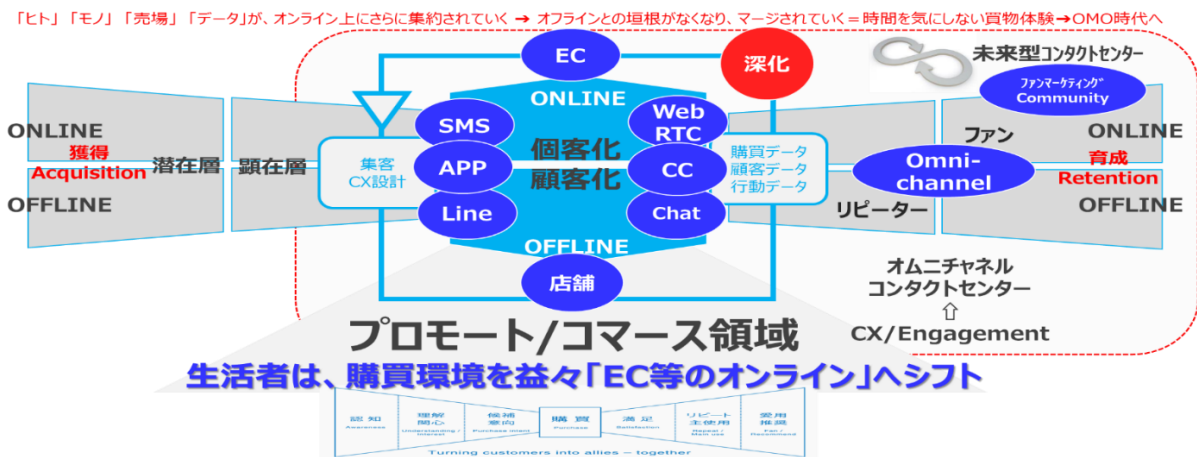 「ヒト」「モノ」「売場」「データ」が、オンライン上にさらに集約されていく → オフラインとの垣根がなくなり、マージされていく＝時間を気にしない買物体験→OMO時代へ
EC
深化
未来型コンタクトセンター
ファンマーケティング
Community
ONLINE
SMS
Web
RTC
ONLINE
獲得
Acquisition
OFFLINE
潜在層
顕在層
集客
CX設計
APP
Line
個客化
顧客化
CC
Chat
購買データ
顧客データ
行動データ
ファン
Omni-
channel
リピーター
ONLINE
育成
Retention
OFFLINE
OFFLINE
店舗
オムニチャネル
コンタクトセンター
⇧
CX/Engagement
プロモート/コマース領域
生活者は、購買環境を益々「EC等のオンライン」へシフト
認知
Awareness
理解
関心
Understanding /
Interest
候補
意向
Purchase intent
購買
Purchase
満足
Satisfaction
リピート
主使用
Repeat /
Main use
愛用
推奨
Fan /
Recommend
Turning customers into allies – together